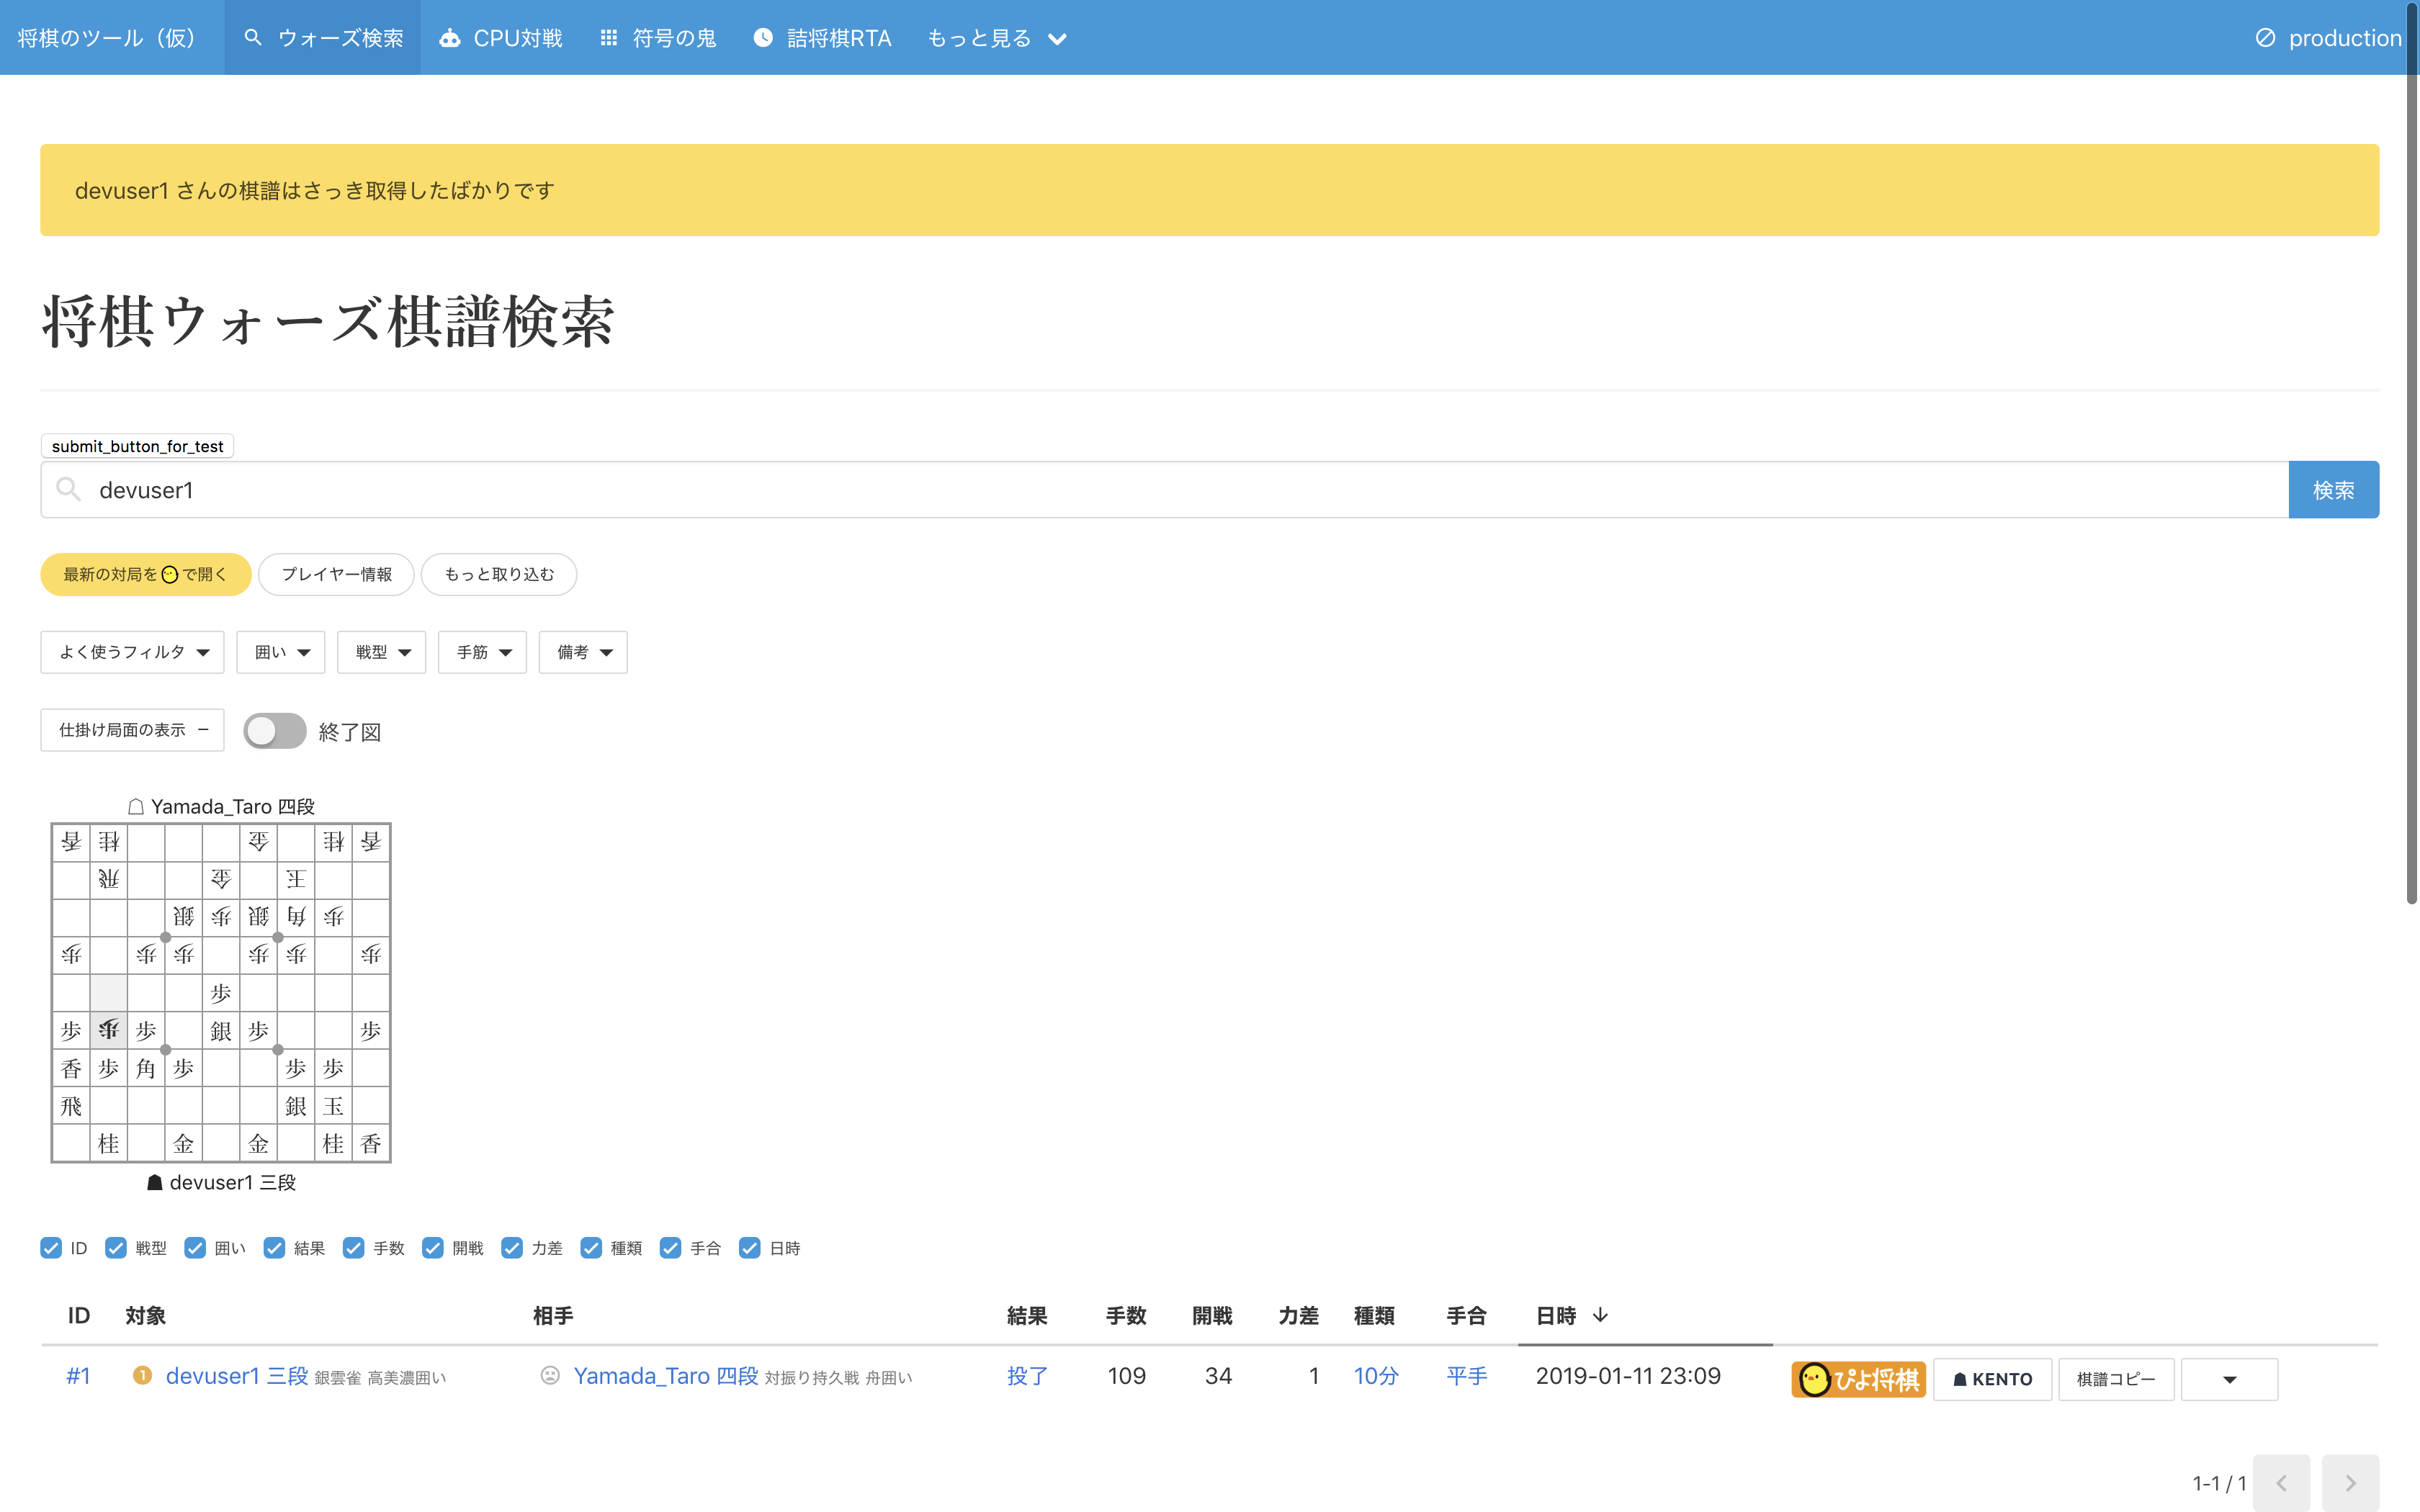 将棋のツール（仮） ウォーズ検索 CPU対戦 符号の鬼 詰将棋RTA もっと見る production
devuser1 さんの棋譜はさっき取得したばかりです
将棋ウォーズ棋譜検索
submit_button_for_test
devuser1 検索
最新の対局を で開く プレイヤー情報 もっと取り込む
よく使うフィルタ 囲い 戦型 手筋 備考
仕掛け局面の表示 終了図
☖ Yamada_Taro 四段
香 桂 金 桂 香
飛 金 王
銀 歩 銀 角 歩
歩 歩 歩 歩 歩 歩
歩
歩 歩 歩 銀 歩 歩
香 歩 角 歩 歩 歩
飛 銀 玉
桂 金 金 桂 香
☗ devuser1 三段
ID 戦型 囲い 結果 手数 開戦 力差 種類 手合 日時
ID 対象 相手 結果 手数 開戦 力差 種類 手合 日時
#1 1 devuser1 三段 銀雲雀 高美濃囲い Yamada_Taro 四段 対振り持久戦 舟囲い 投了 109 34 1 10分 平手 2019-01-11 23:09 ぴよ将棋 ☗ KENTO 棋譜コピー
1-1 / 1